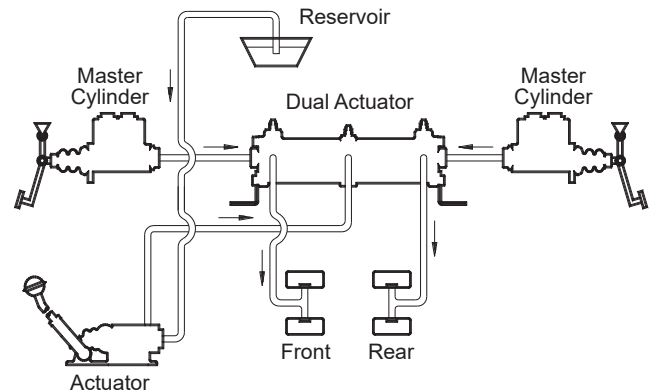 Reservoir
Master
Cylinder
Dual Actuator
Master
Cylinder
Front
Rear
Actuator